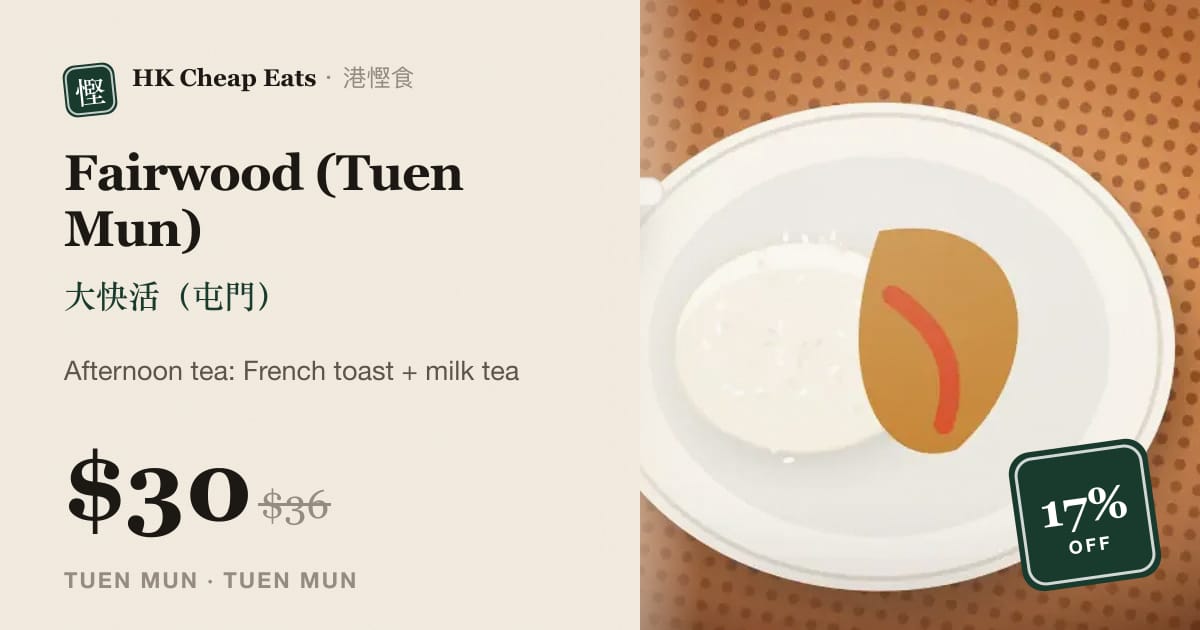 慳
HK Cheap Eats · 港慳食
Fairwood (Tuen
Mun)
大快活（屯門）
Afternoon tea: French toast + milk tea
$30 $36
TUEN MUN · TUEN MUN
17%
OFF